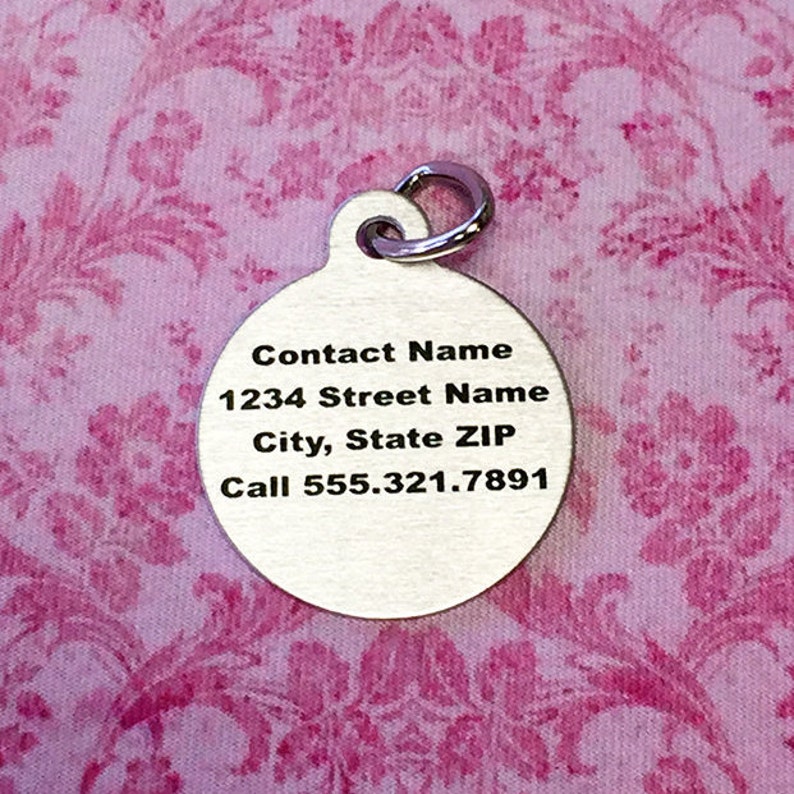 Contact Name
1234 Street Name
City, State ZIP
Call 555.321.7891